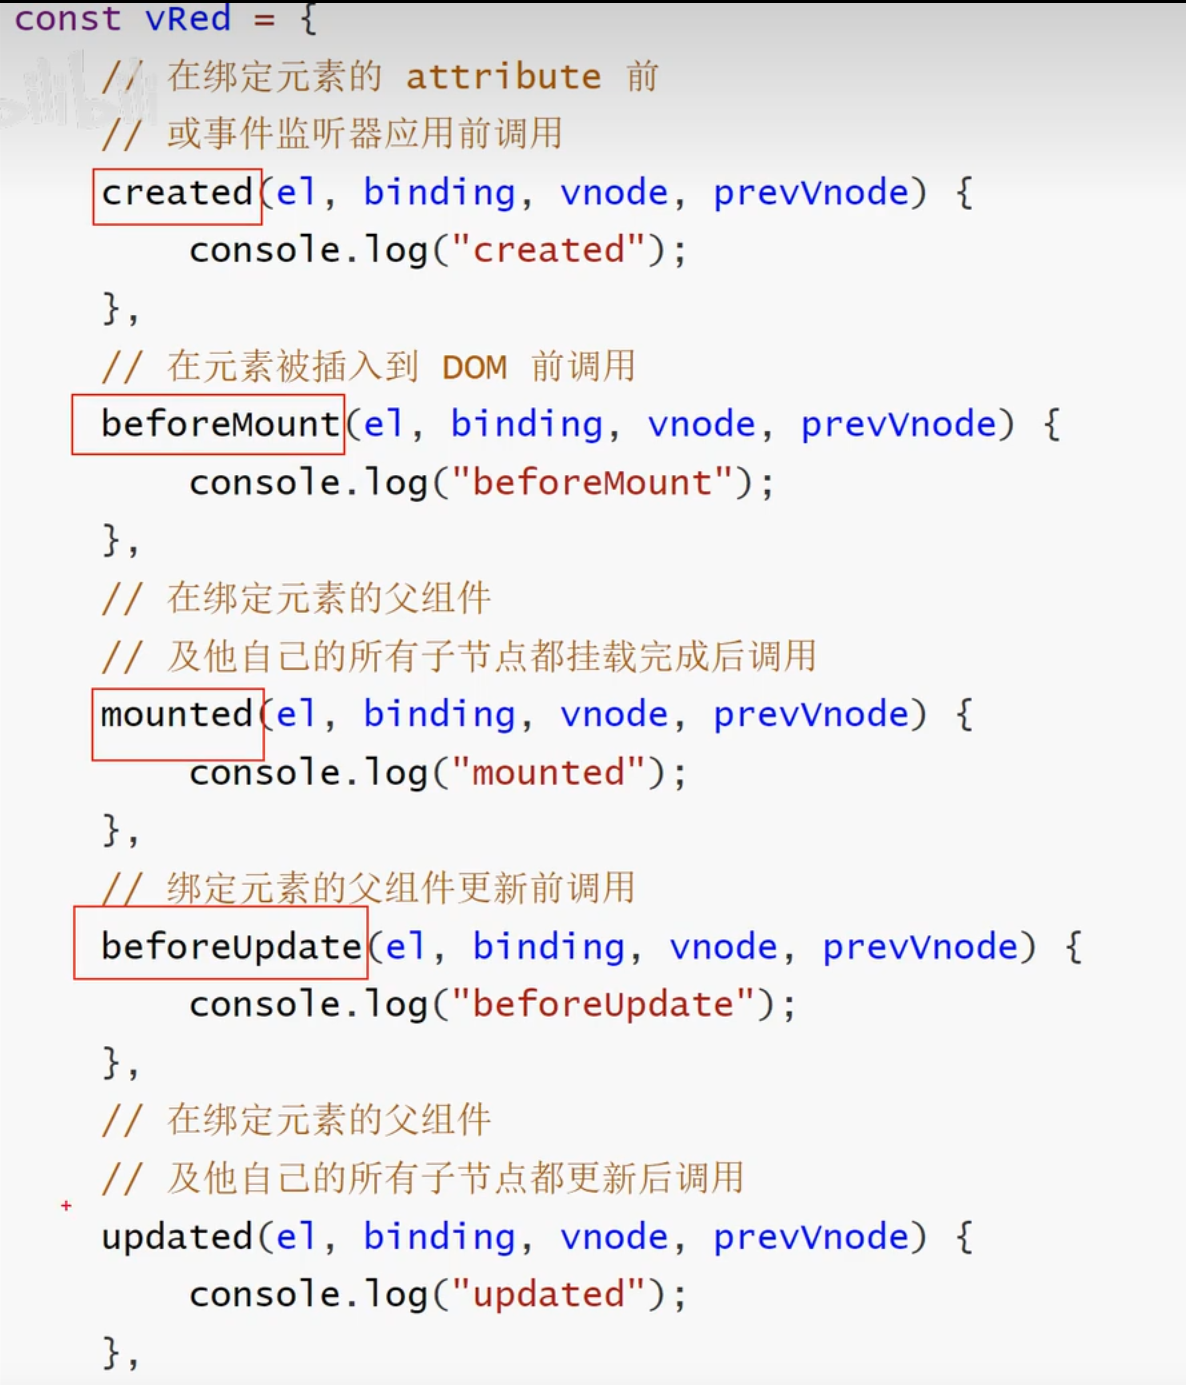 const vRed = {
// 在绑定元素的 attribute 前
bilibili
// 或事件监听器应用前调用
created(el, binding, vnode, prevVnode) {
console.log("created");
},
// 在元素被插入到 DOM 前调用
beforeMount(el, binding, vnode, prevVnode) {
console.log("beforeMount");
},
// 在绑定元素的父组件
// 及他自己的所有子节点都挂载完成后调用
mounted(el, binding, vnode, prevVnode) {
console.log("mounted");
},
// 绑定元素的父组件更新前调用
beforeUpdate(el, binding, vnode, prevVnode) {
console.log("beforeUpdate");
},
// 在绑定元素的父组件
// 及他自己的所有子节点都更新后调用
updated(el, binding, vnode, prevVnode) {
console.log("updated");
},